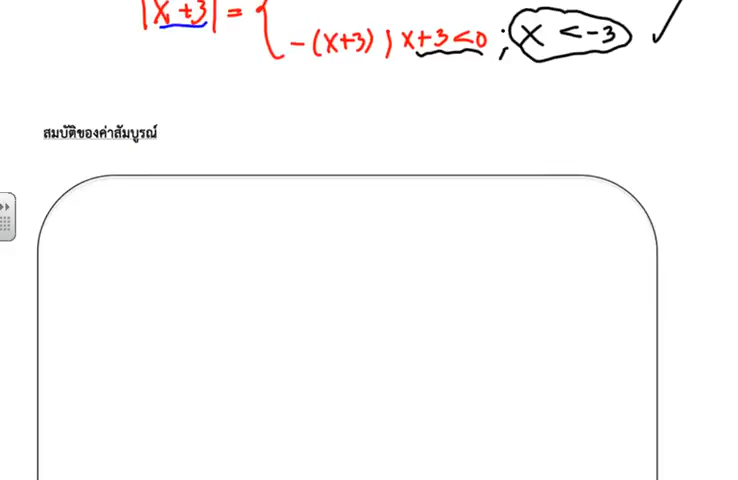 |x+3| = {
-(x+3) ; x+3 <0 ; x < -3 ✓
สมบัติของค่าสัมบูรณ์